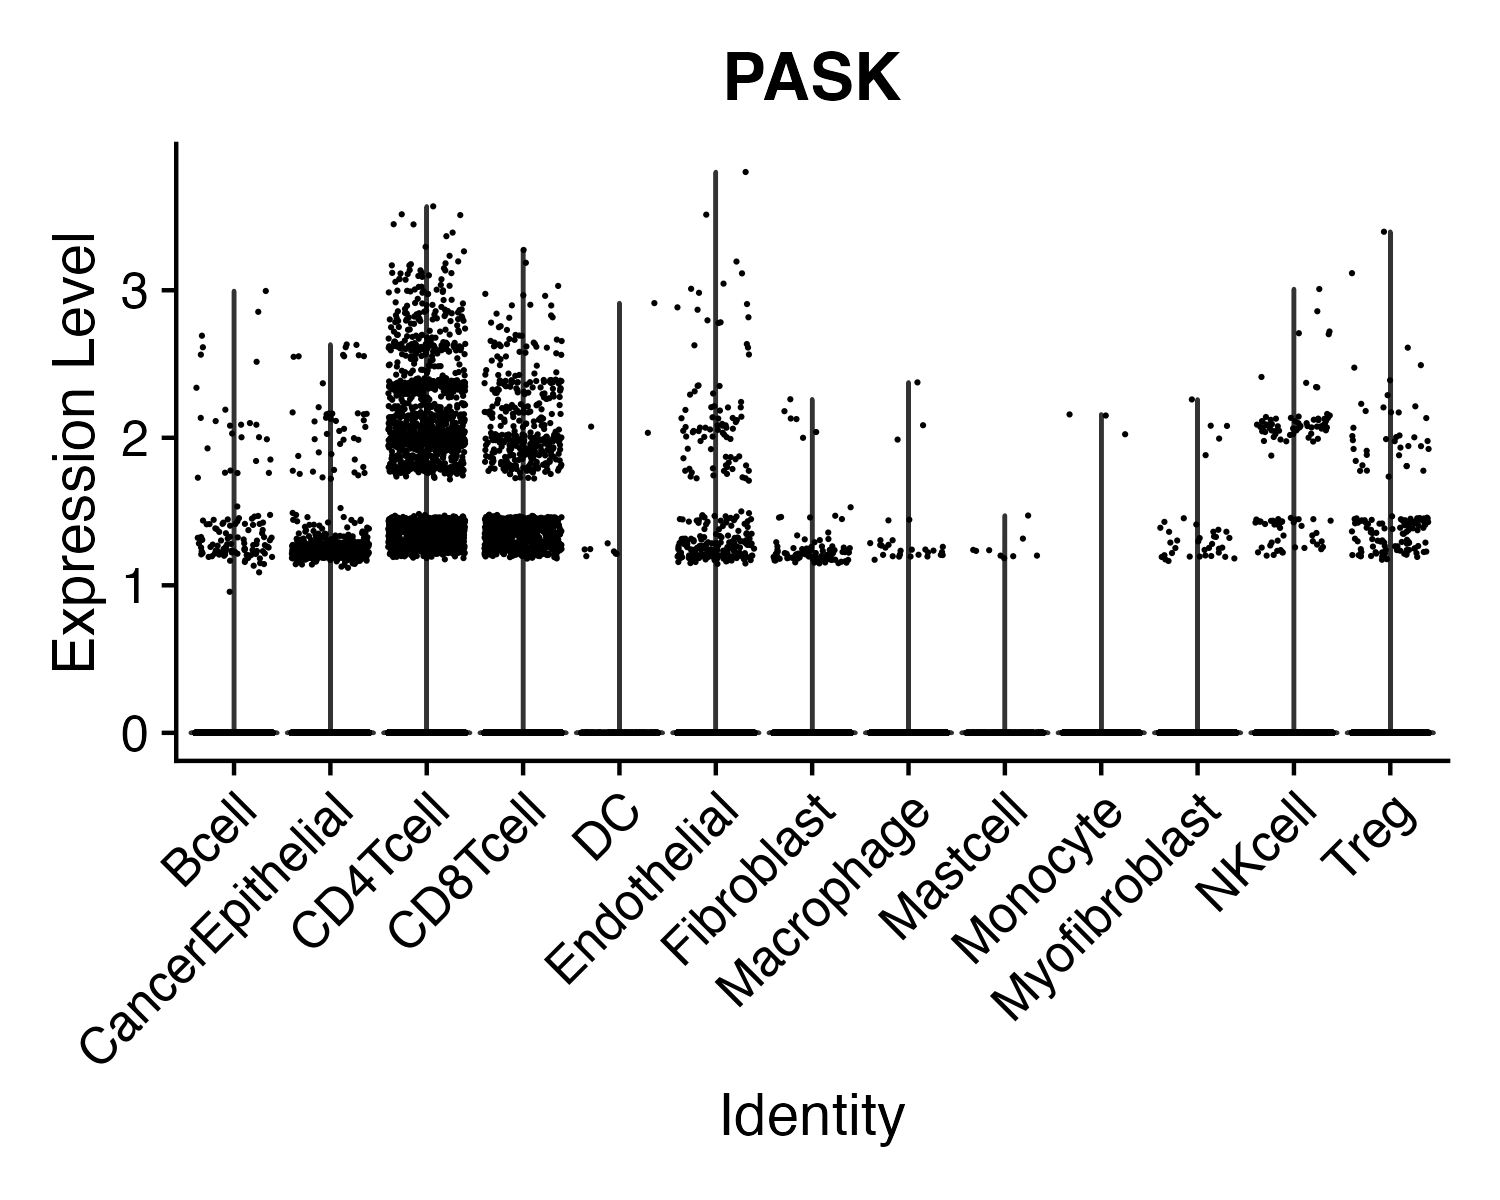 PASK
Expression Level
3
2
1
0
Bcell
CancerEpithelial
CD4Tcell
CD8Tcell
DC
Endothelial
Fibroblast
Macrophage
Mastcell
Monocyte
Myofibroblast
NKcell
Treg
Identity